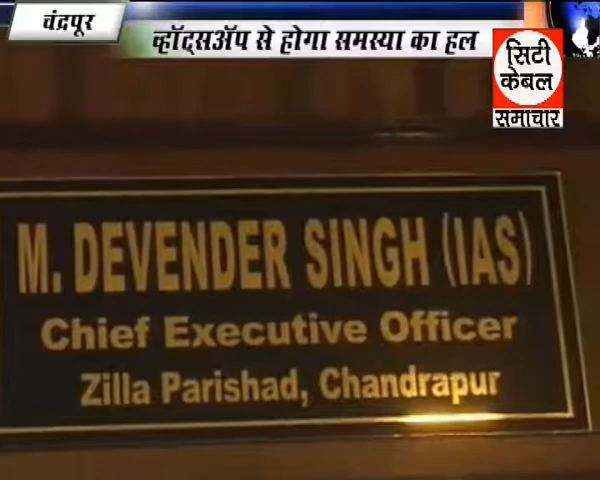 चंद्रपूर
व्हॉट्सअ‍ॅप से होगा समस्या का हल
सिटी
केबल
समाचार
M. DEVENDER SINGH (IAS)
Chief Executive Officer
Zilla Parishad, Chandrapur